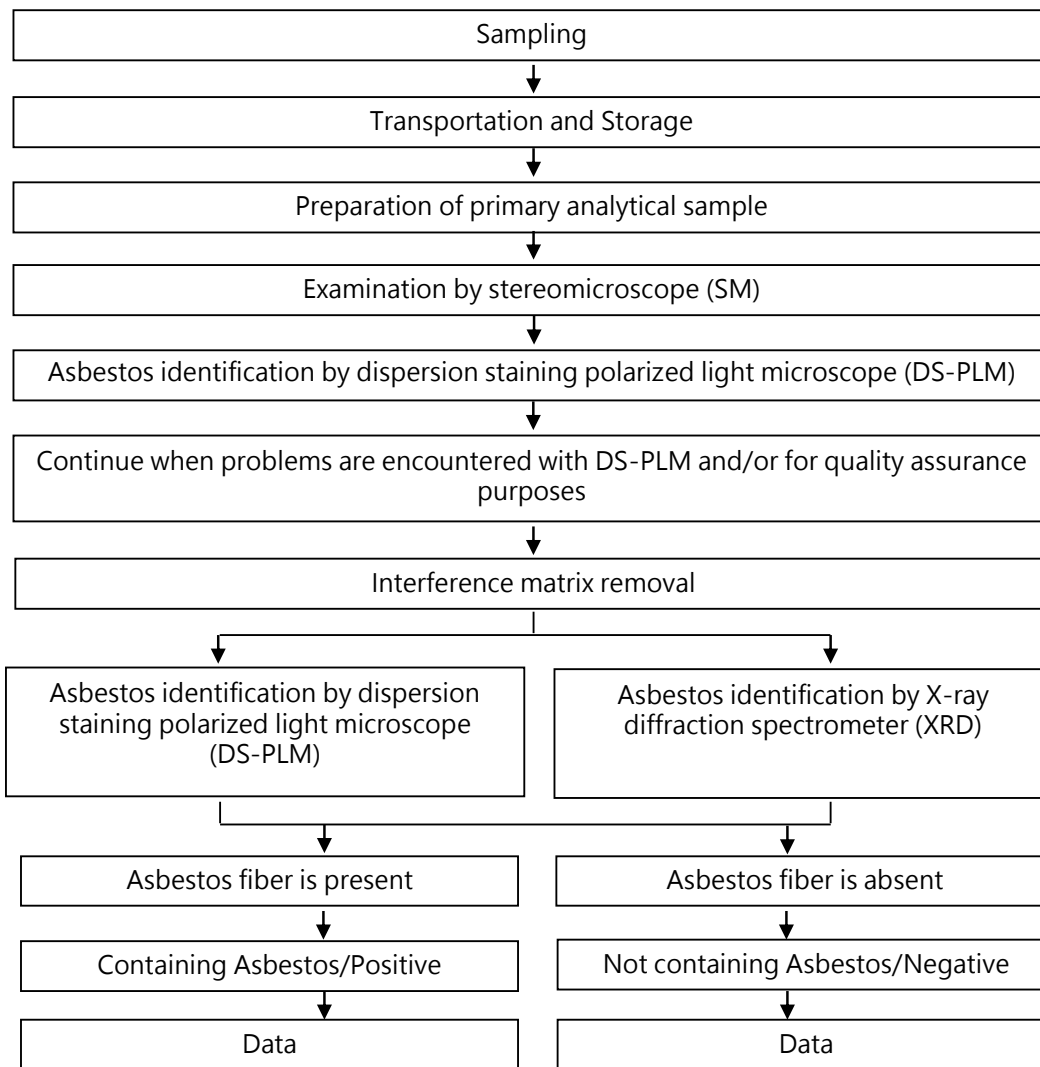 Sampling
Transportation and Storage
Preparation of primary analytical sample
Examination by stereomicroscope (SM)
Asbestos identification by dispersion staining polarized light microscope (DS-PLM)
Continue when problems are encountered with DS-PLM and/or for quality assurance
purposes
Interference matrix removal
Asbestos identification by dispersion
staining polarized light microscope
(DS-PLM)
Asbestos identification by X-ray
diffraction spectrometer (XRD)
Asbestos fiber is present
Asbestos fiber is absent
Containing Asbestos/Positive
Not containing Asbestos/Negative
Data
Data